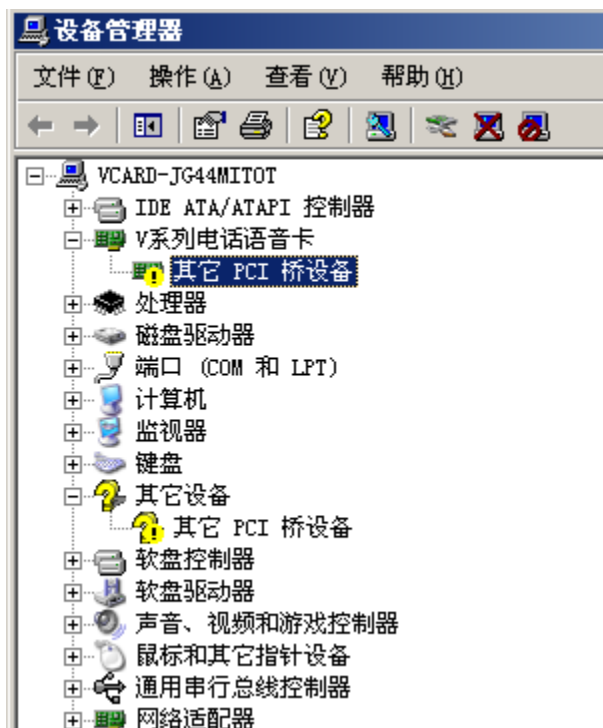 设备管理器
文件(F) 操作(A) 查看(V) 帮助(H)
VCARD-JG44MITOT
IDE ATA/ATAPI 控制器
V系列电话语音卡
其它 PCI 桥设备
处理器
磁盘驱动器
端口 (COM 和 LPT)
计算机
监视器
键盘
其它设备
其它 PCI 桥设备
软盘控制器
软盘驱动器
声音、视频和游戏控制器
鼠标和其它指针设备
通用串行总线控制器
网络适配器